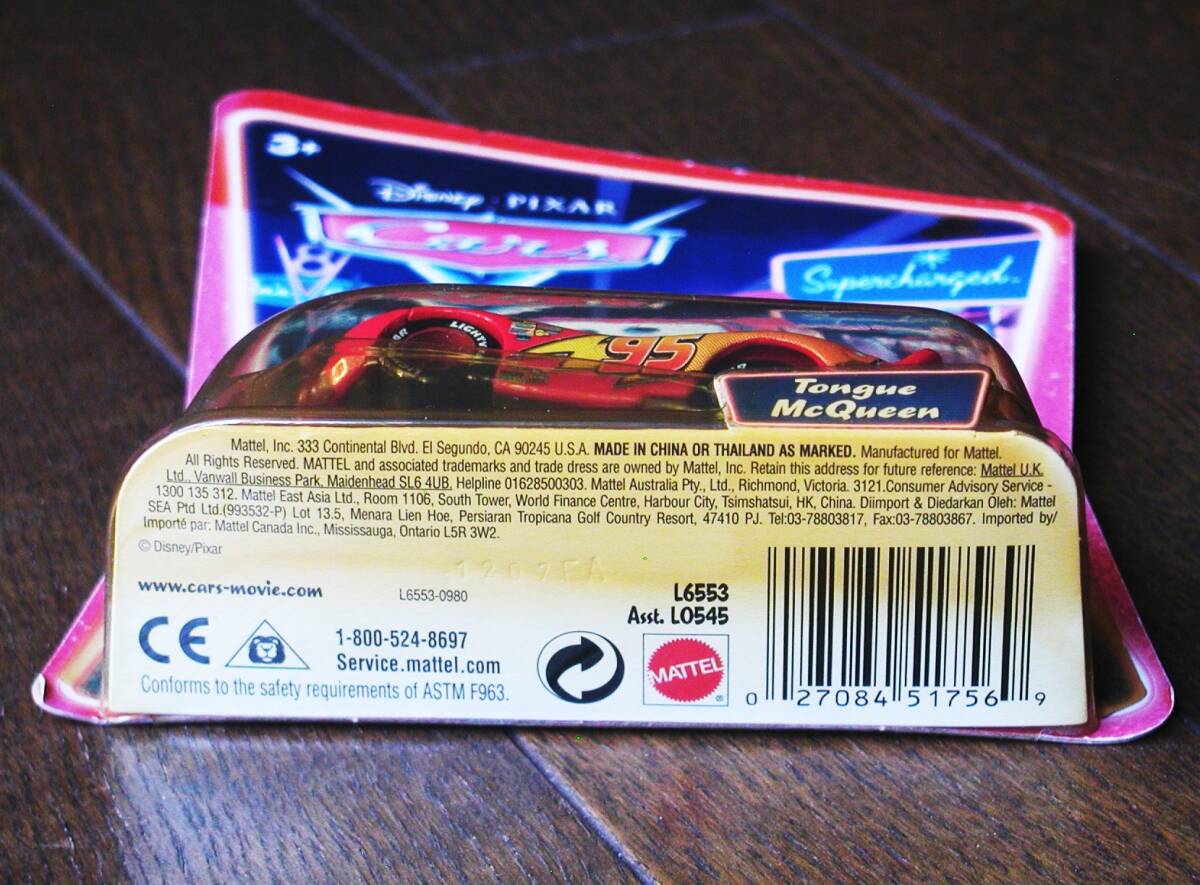 3+
Disney · PIXAR
Cars
Supercharged
LIGHTY
95
Tongue
McQueen
Mattel, Inc. 333 Continental Blvd. El Segundo, CA 90245 U.S.A. MADE IN CHINA OR THAILAND AS MARKED. Manufactured for Mattel.
All Rights Reserved. MATTEL and associated trademarks and trade dress are owned by Mattel, Inc. Retain this address for future reference: Mattel U.K.
Ltd., Vanwall Business Park, Maidenhead SL6 4UB. Helpline 01628500303. Mattel Australia Pty., Ltd., Richmond, Victoria. 3121.Consumer Advisory Service -
1300 135 312. Mattel East Asia Ltd., Room 1106, South Tower, World Finance Centre, Harbour City, Tsimshatsui, HK, China. Diimport & Diedarkan Oleh: Mattel
SEA Ptd Ltd.(993532-P) Lot 13.5, Menara Lien Hoe, Persiaran Tropicana Golf Country Resort, 47410 PJ. Tel:03-78803817, Fax:03-78803867. Imported by/
Importé par: Mattel Canada Inc., Mississauga, Ontario L5R 3W2.
© Disney/Pixar
1207FA
www.cars-movie.com
L6553-0980
L6553
Asst. L0545
CE
1-800-524-8697
Service.mattel.com
Conforms to the safety requirements of ASTM F963.
MATTEL
®
0 27084 51756 9